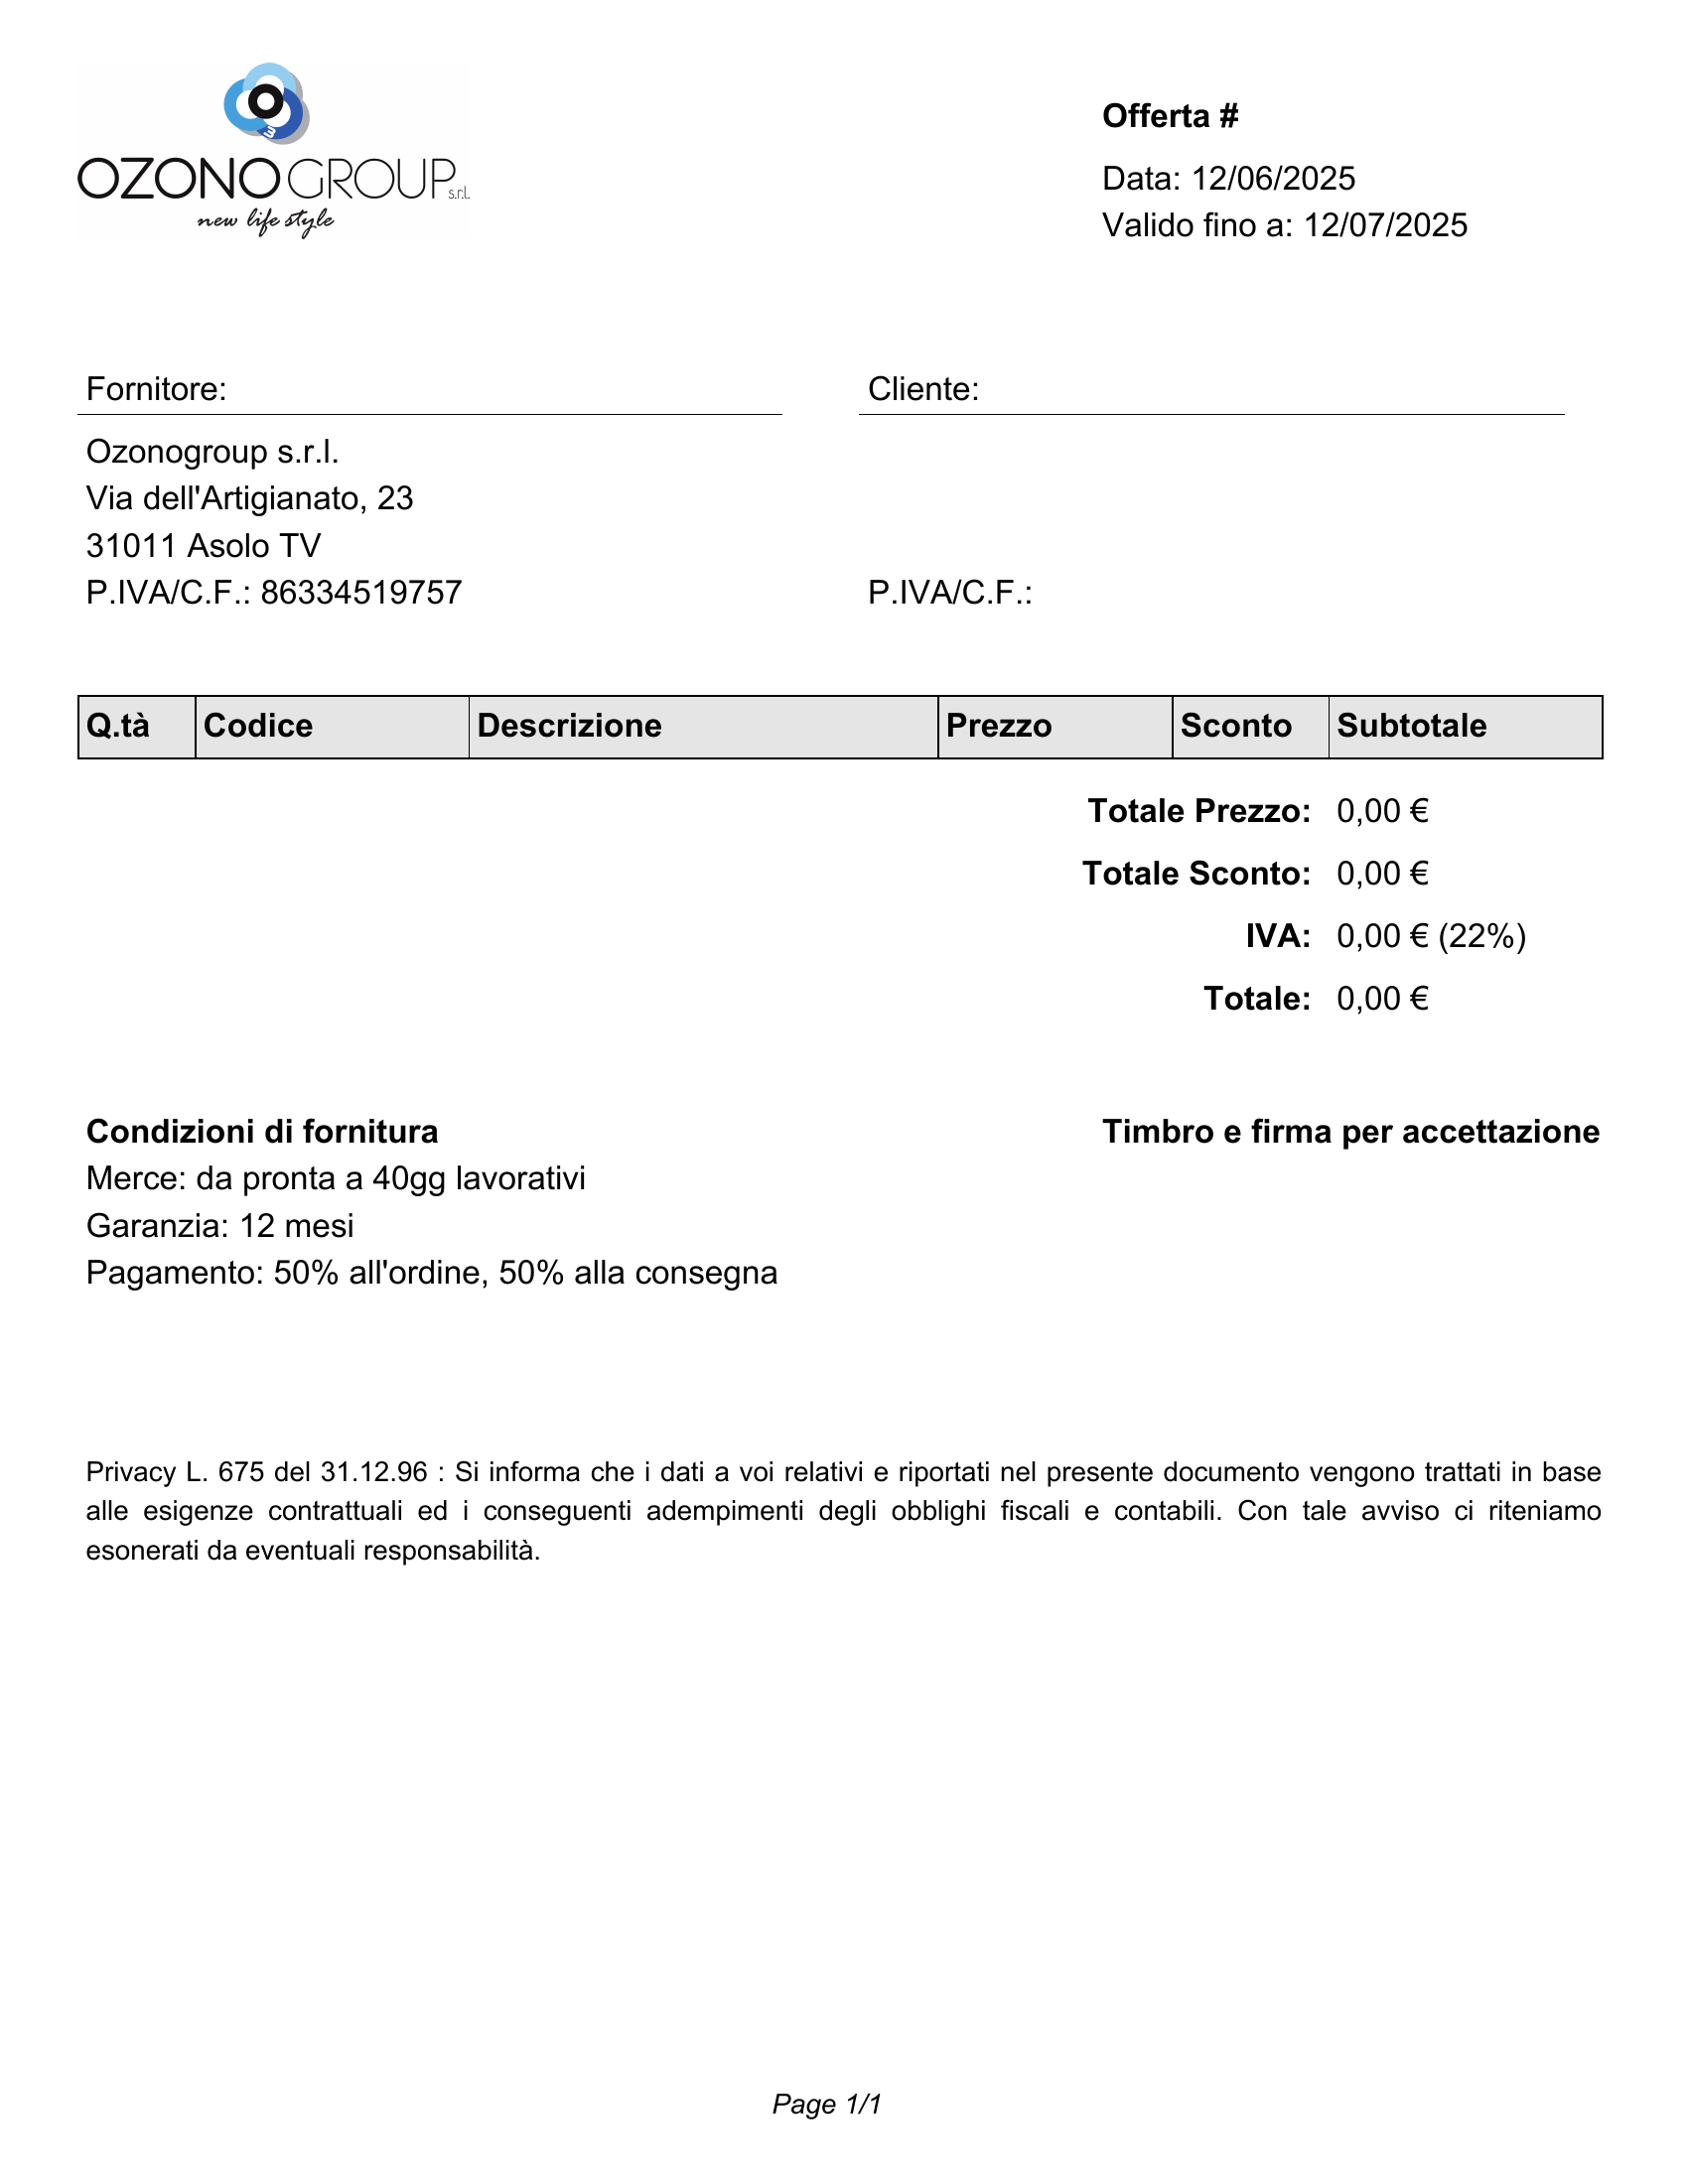 OZONOGROUP s.r.l.
new life style
Offerta #
Data: 12/06/2025
Valido fino a: 12/07/2025
Fornitore:
Ozonogroup s.r.l.
Via dell'Artigianato, 23
31011 Asolo TV
P.IVA/C.F.: 86334519757
Cliente:
P.IVA/C.F.:
Q.tà Codice Descrizione Prezzo Sconto Subtotale
Totale Prezzo: 0,00 €
Totale Sconto: 0,00 €
IVA: 0,00 € (22%)
Totale: 0,00 €
Condizioni di fornitura
Merce: da pronta a 40gg lavorativi
Garanzia: 12 mesi
Pagamento: 50% all'ordine, 50% alla consegna
Timbro e firma per accettazione
Privacy L. 675 del 31.12.96 : Si informa che i dati a voi relativi e riportati nel presente documento vengono trattati in base
alle esigenze contrattuali ed i conseguenti adempimenti degli obblighi fiscali e contabili. Con tale avviso ci riteniamo
esonerati da eventuali responsabilità.
Page 1/1